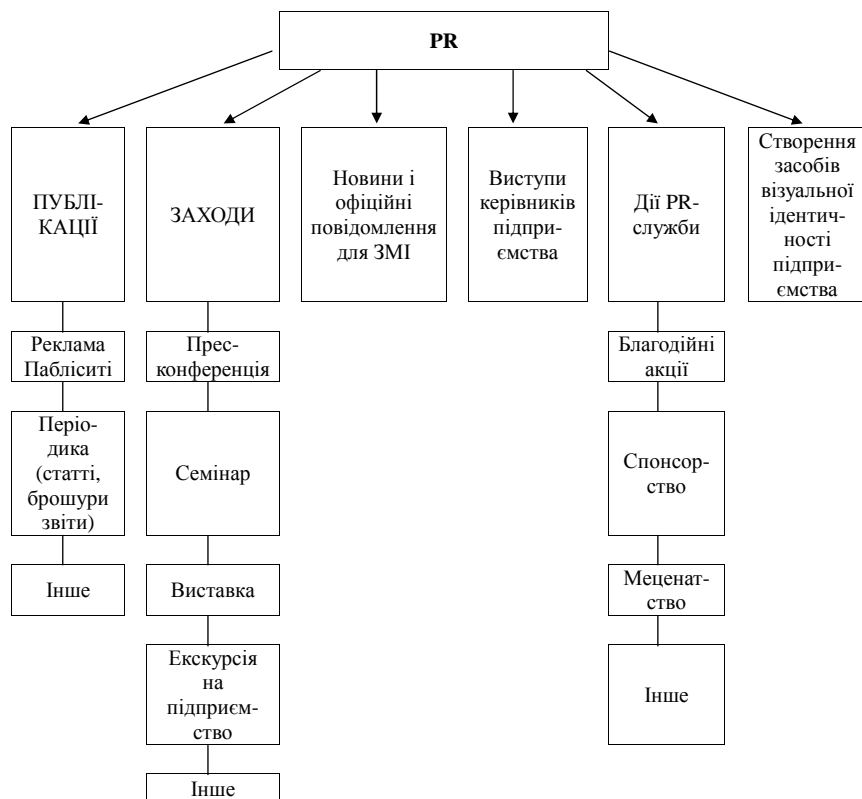 PR
ПУБЛІ-
КАЦІЇ
ЗАХОДИ
Новини і
офіційні
повідомлення
для ЗМІ
Виступи
керівників
підпри-
ємства
Дії PR-
служби
Створення
засобів
візуальної
ідентич-
ності
підпри-
ємства
Реклама
Пабліситі
Прес-
конференція
Благодійні
акції
Періо-
дика
(статті,
брошури
звіти)
Семінар
Спонсор-
ство
Інше
Виставка
Меценат-
ство
Екскурсія
на
підприєм-
ство
Інше
Інше